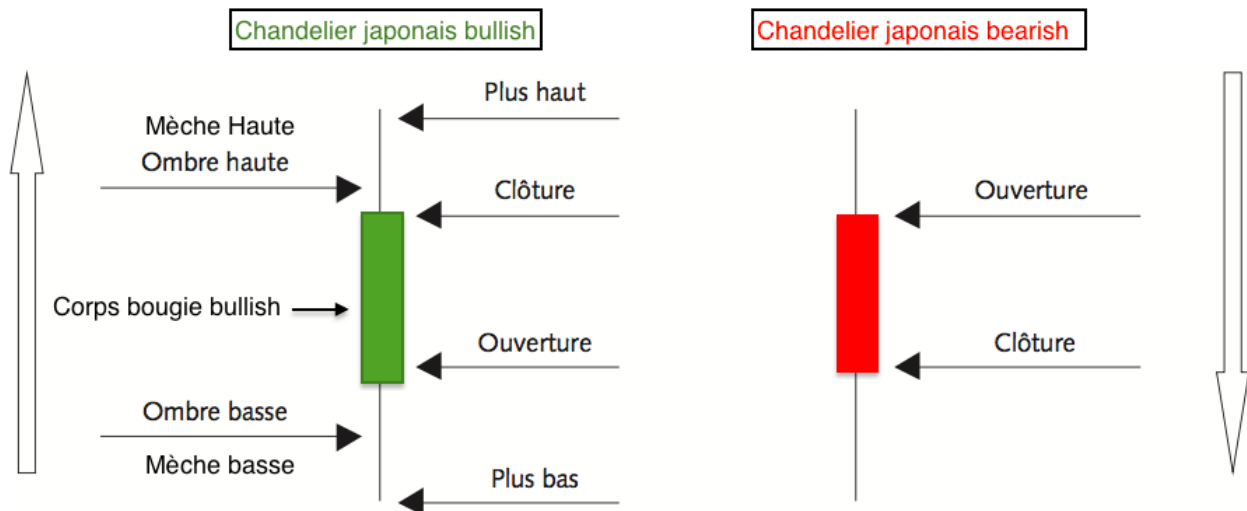 Chandelier japonais bullish
Chandelier japonais bearish
Plus haut
Mèche Haute
Ombre haute
Clôture
Ouverture
Corps bougie bullish
Ouverture
Clôture
Ombre basse
Mèche basse
Plus bas